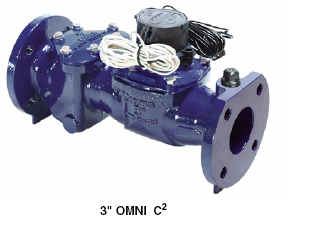 3" OMNI C²